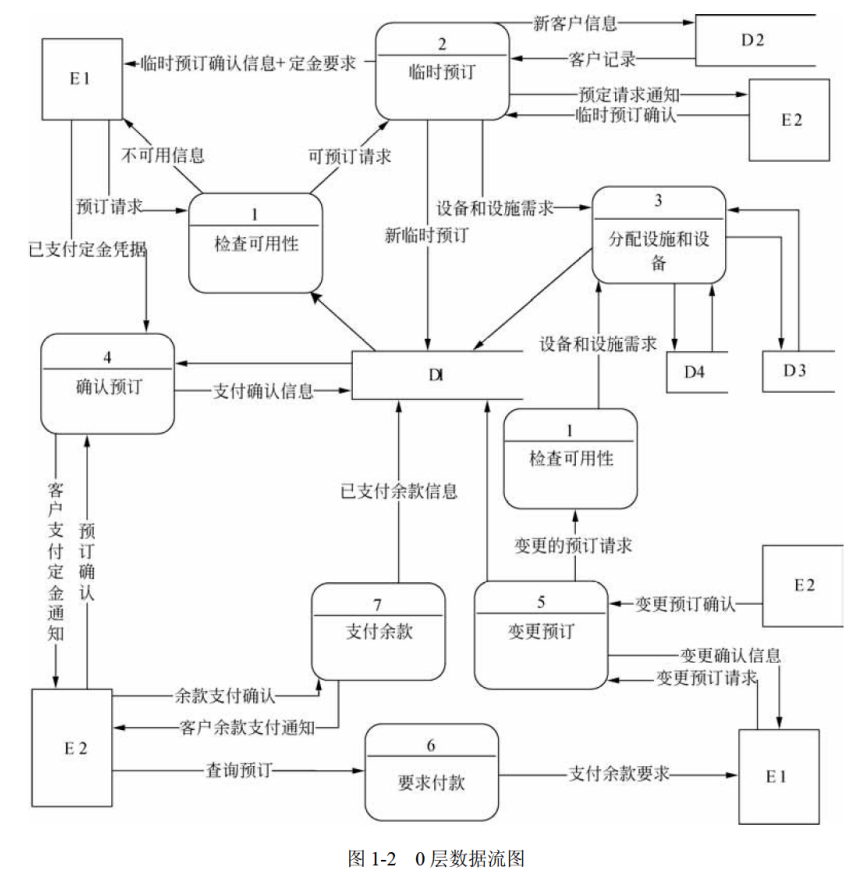 新客户信息
D2
2
临时预订
客户记录
临时预订确认信息+ 定金要求
E1
预定请求通知
临时预订确认
E2
不可用信息
可预订请求
预订请求
1
检查可用性
设备和设施需求
3
分配设施和设备
新临时预订
已支付定金凭据
4
确认预订
设备和设施需求
D1
D4
D3
支付确认信息
1
检查可用性
客户支付定金通知
预订确认
已支付余款信息
变更的预订请求
E2
7
支付余款
5
变更预订
变更预订确认
变更确认信息
变更预订请求
余款支付确认
客户余款支付通知
E2
6
要求付款
查询预订
支付余款要求
E1
图 1-2 0 层数据流图